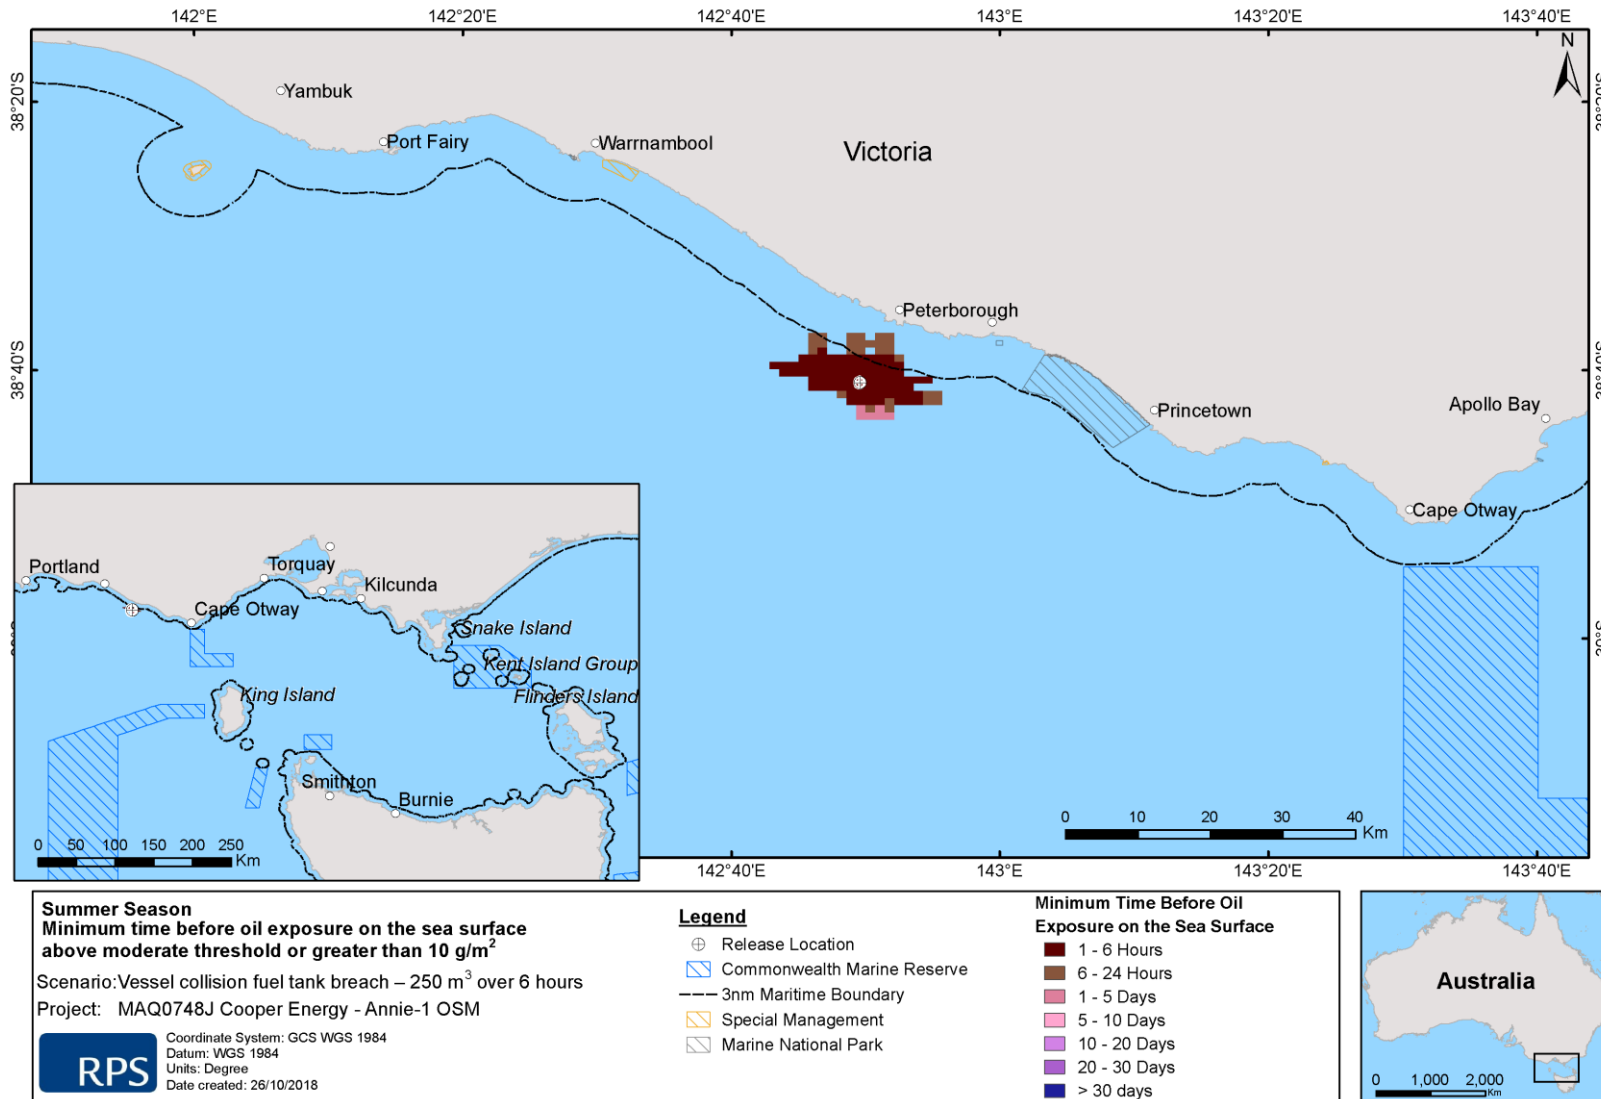 142°E
142°20'E
142°40'E
143°E
143°20'E
143°40'E
N
38°20'S
38°20'S
Yambuk
Port Fairy
Warrnambool
Victoria
Peterborough
38°40'S
38°40'S
Princetown
Apollo Bay
Cape Otway
Portland
Torquay
Kilcunda
Cape Otway
Snake Island
Kent Island Group
King Island
Flinders Island
Smithton
Burnie
0 50 100 150 200 250
Km
0 10 20 30 40
Km
142°40'E
143°E
143°20'E
143°40'E
Summer Season
Minimum time before oil exposure on the sea surface
above moderate threshold or greater than 10 g/m²
Scenario: Vessel collision fuel tank breach – 250 m³ over 6 hours
Project: MAQ0748J Cooper Energy - Annie-1 OSM
RPS
Coordinate System: GCS WGS 1984
Datum: WGS 1984
Units: Degree
Date created: 26/10/2018
Legend
Release Location
Commonwealth Marine Reserve
3nm Maritime Boundary
Special Management
Marine National Park
Minimum Time Before Oil
Exposure on the Sea Surface
1 - 6 Hours
6 - 24 Hours
1 - 5 Days
5 - 10 Days
10 - 20 Days
20 - 30 Days
> 30 days
Australia
0 1,000 2,000
Km